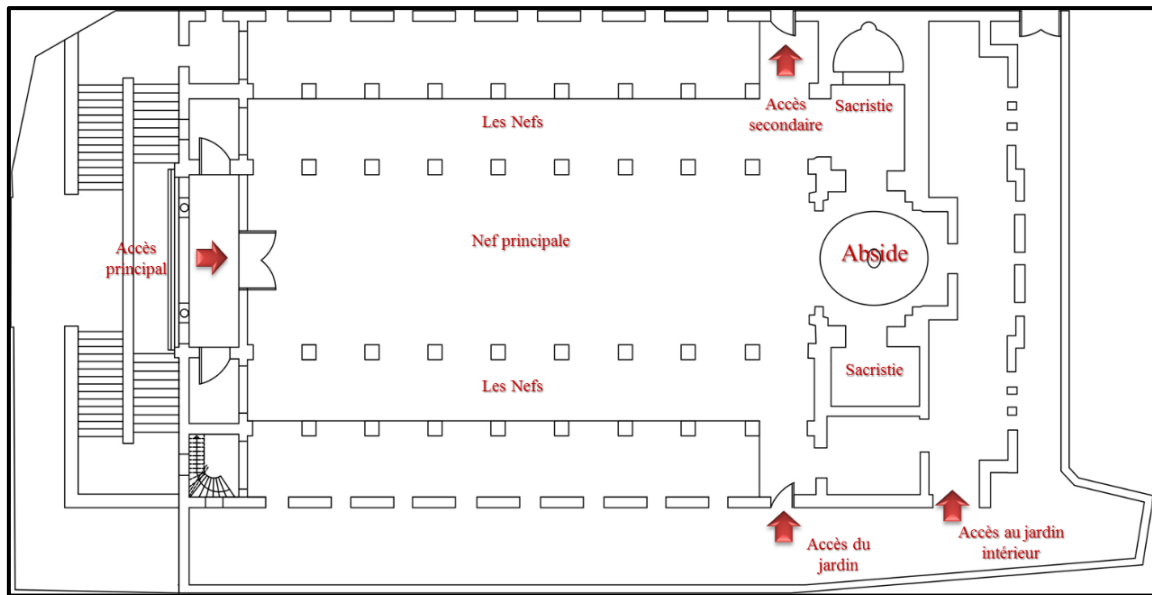 Les Nefs
Accès
secondaire
Sacristie
Nef principale
Accès
principal
Abside
Les Nefs
Sacristie
Accès du
jardin
Accès au jardin
intérieur